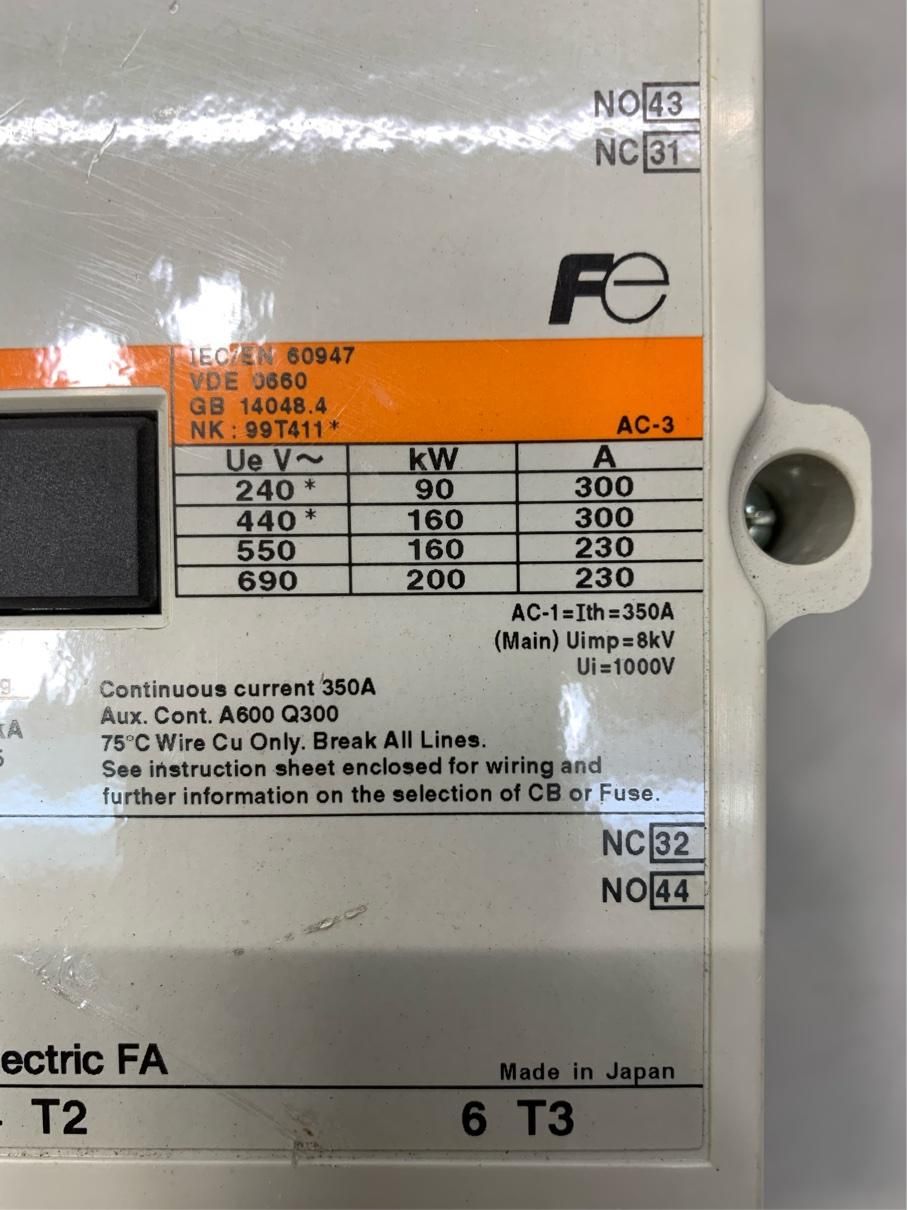 NO 43
NC 31
Fe
IEC/EN 60947
VDE 0660
GB 14048.4
NK : 99T411*
AC-3
Ue V~ kW A
240 * 90 300
440 * 160 300
550 160 230
690 200 230
AC-1=Ith=350A
(Main) Uimp=8kV
Ui=1000V
g
kA
5
Continuous current 350A
Aux. Cont. A600 Q300
75°C Wire Cu Only. Break All Lines.
See instruction sheet enclosed for wiring and
further information on the selection of CB or Fuse.
NC 32
NO 44
ectric FA
Made in Japan
T2 6 T3